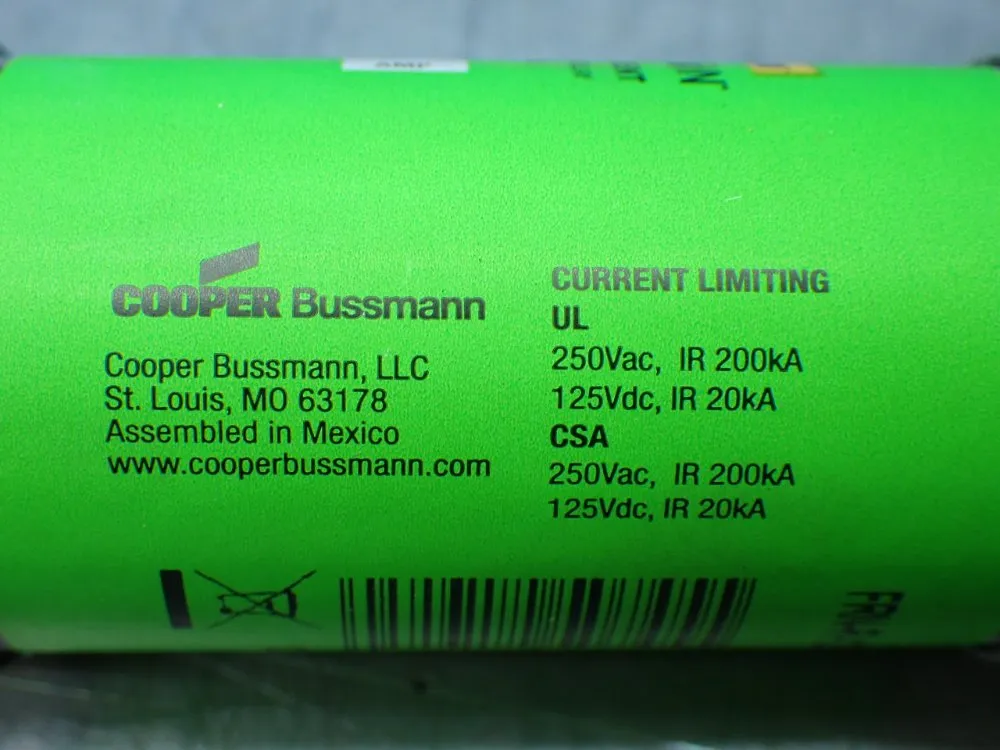 AMP
COOPER Bussmann
Cooper Bussmann, LLC
St. Louis, MO 63178
Assembled in Mexico
www.cooperbussmann.com
CURRENT LIMITING
UL
250Vac, IR 200kA
125Vdc, IR 20kA
CSA
250Vac, IR 200kA
125Vdc, IR 20kA